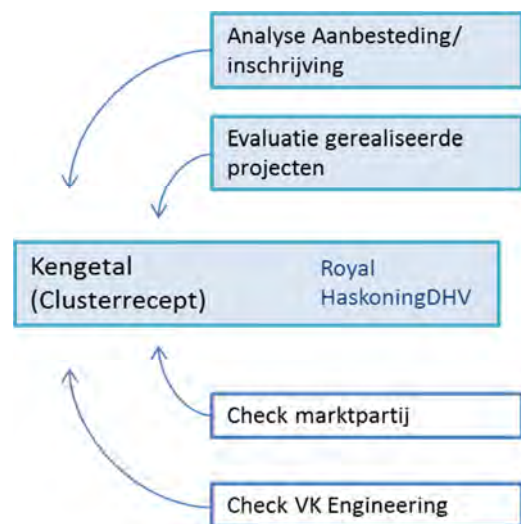 Analyse Aanbesteding/
inschrijving
Evaluatie gerealiseerde
projecten
Kengetal
(Clusterrecept)
Royal
HaskoningDHV
Check marktpartij
Check VK Engineering